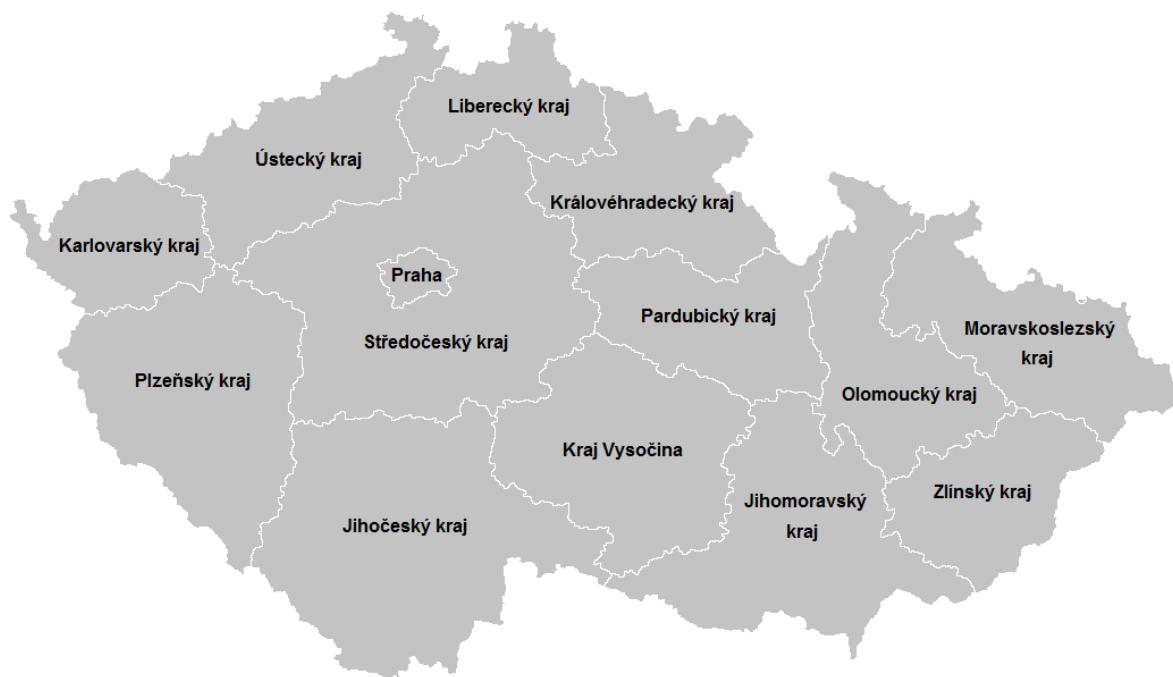 Liberecký kraj
Ústecký kraj
Královéhradecký kraj
Karlovarský kraj
Praha
Pardubický kraj
Středočeský kraj
Moravskoslezský
kraj
Plzeňský kraj
Olomoucký kraj
Kraj Vysočina
Zlínský kraj
Jihomoravský
kraj
Jihočeský kraj